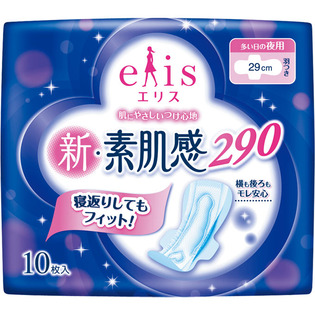 elis
エリス
多い日の夜用
29cm
羽つき
肌にやさしいつけ心地
新・素肌感290
寝返りしても
フィット!
横も後ろも
モレ安心
10枚入